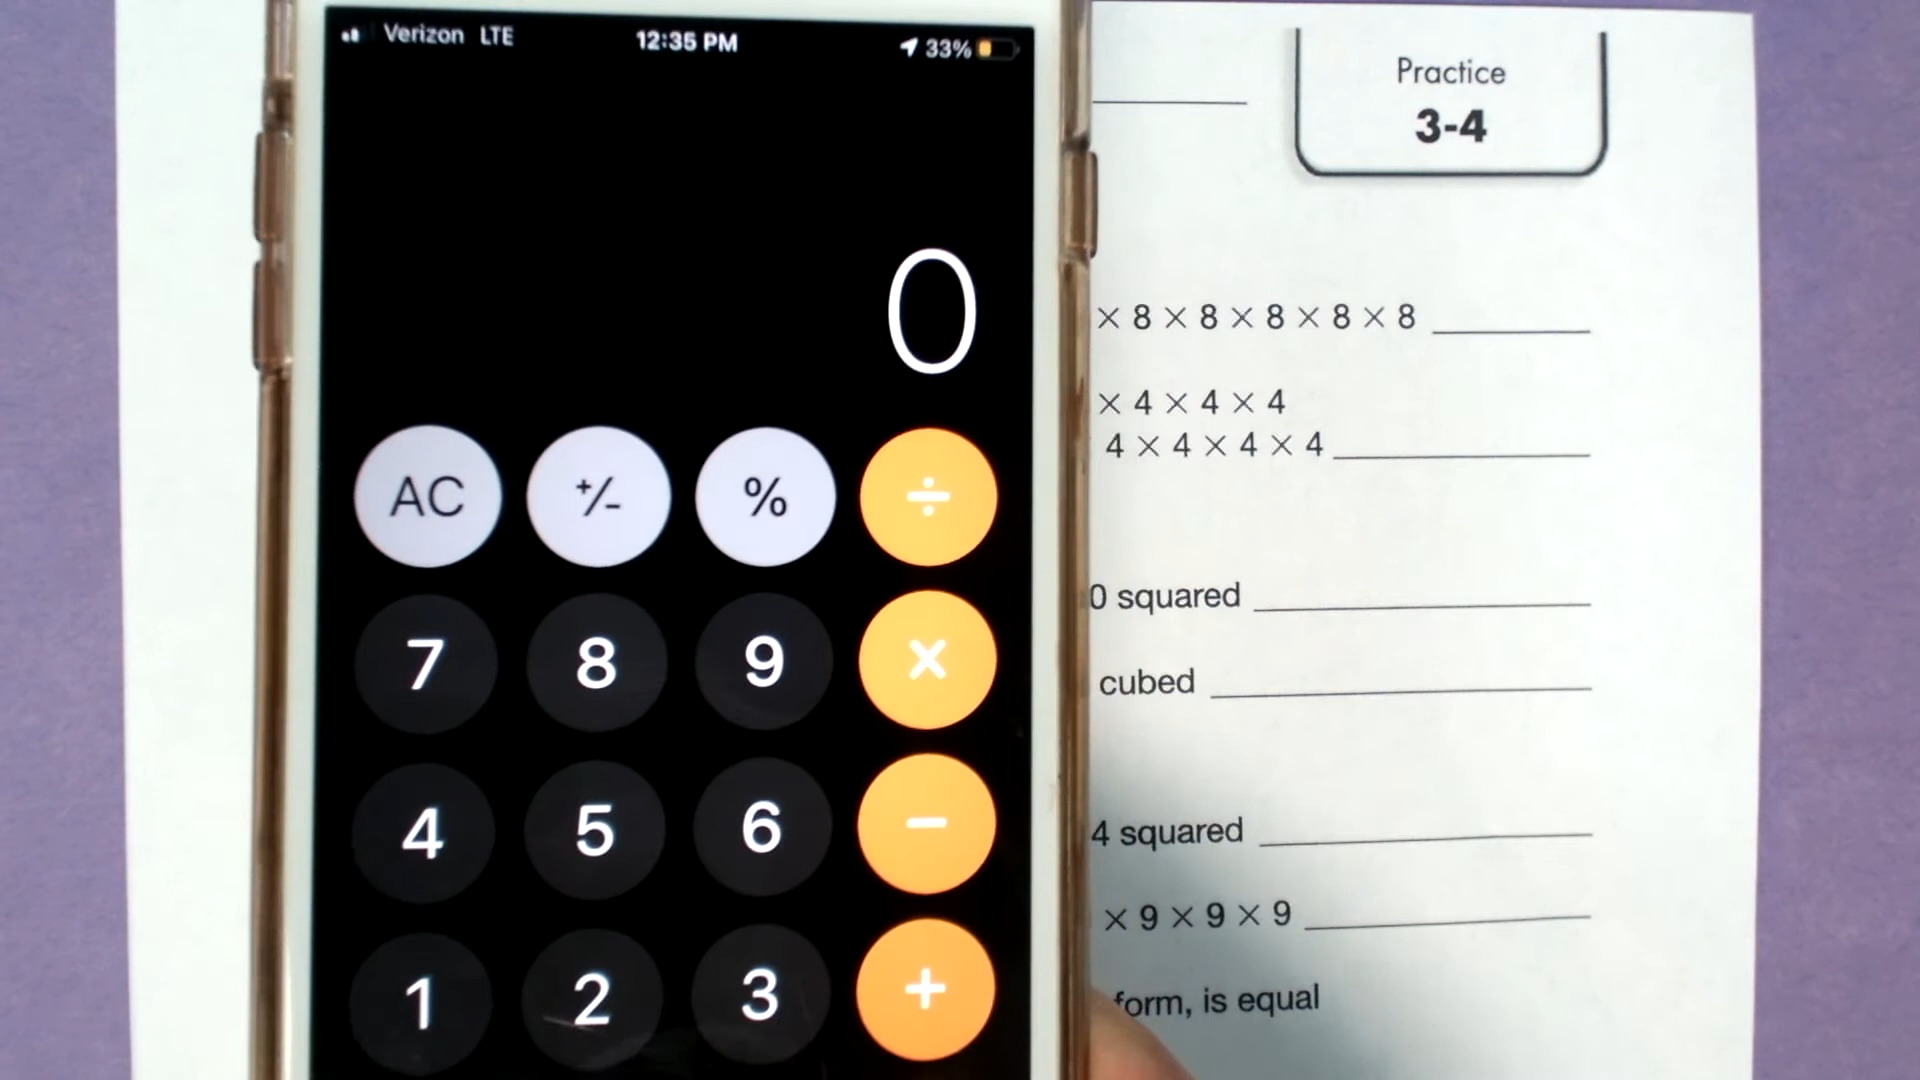 Verizon LTE 12:35 PM 33%
0
AC +/- % ÷
7 8 9 ×
4 5 6 −
1 2 3 +
Practice
3-4
× 8 × 8 × 8 × 8 × 8
× 4 × 4 × 4
4 × 4 × 4 × 4
0 squared
cubed
4 squared
× 9 × 9 × 9
form, is equal